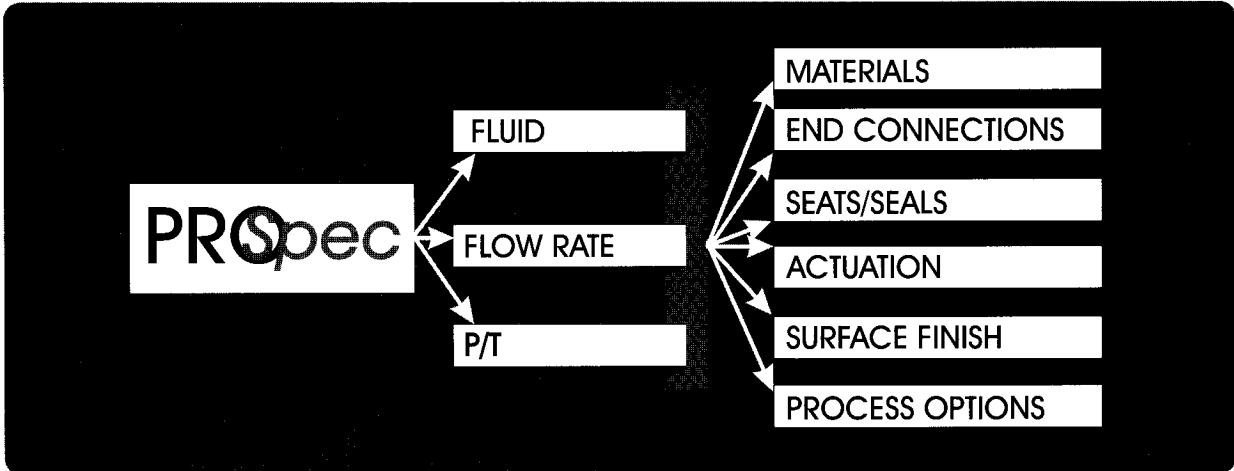 PROSpec
FLUID
FLOW RATE
P/T
MATERIALS
END CONNECTIONS
SEATS/SEALS
ACTUATION
SURFACE FINISH
PROCESS OPTIONS